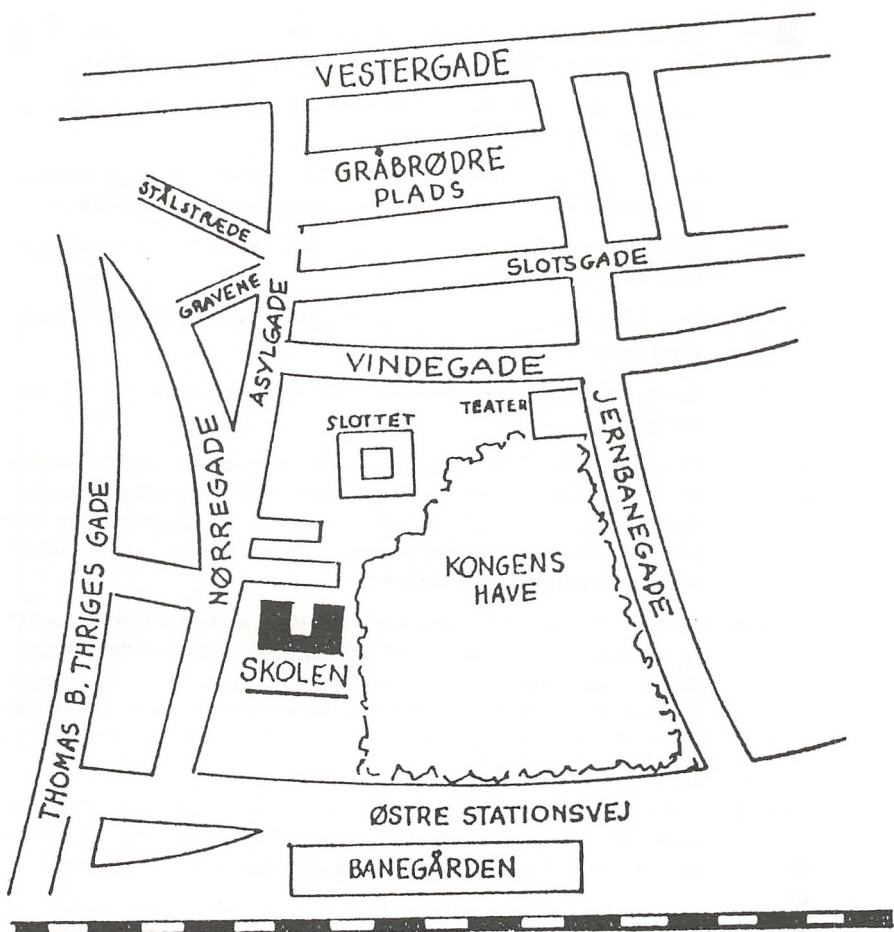 VESTERGADE
GRÅBRØDRE
PLADS
STÅLSTRÆDE
SLOTSGADE
GRAVENE
ASYLGADE
VINDEGADE
TEATER
SLOTTET
JERNBANEGADE
NØRREGADE
THOMAS B. THRIGES GADE
KONGENS
HAVE
SKOLEN
ØSTRE STATIONSVEJ
BANEGÅRDEN